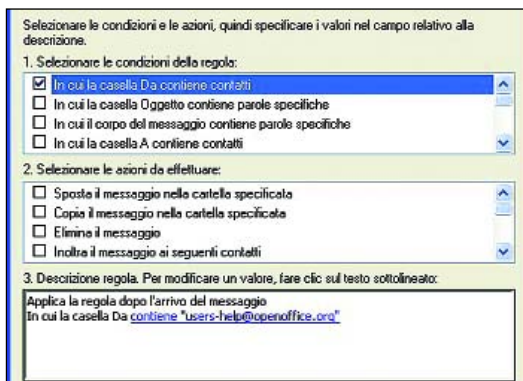 Selezionare le condizioni e le azioni, quindi specificare i valori nel campo relativo alla
descrizione.
1. Selezionare le condizioni della regola:
In cui la casella Da contiene contatti
In cui la casella Oggetto contiene parole specifiche
In cui il corpo del messaggio contiene parole specifiche
In cui la casella A contiene contatti
2. Selezionare le azioni da effettuare:
Sposta il messaggio nella cartella specificata
Copia il messaggio nella cartella specificata
Elimina il messaggio
Inoltra il messaggio ai seguenti contatti
3. Descrizione regola. Per modificare un valore, fare clic sul testo sottolineato:
Applica la regola dopo l'arrivo del messaggio
In cui la casella Da contiene "users-help@openoffice.org"